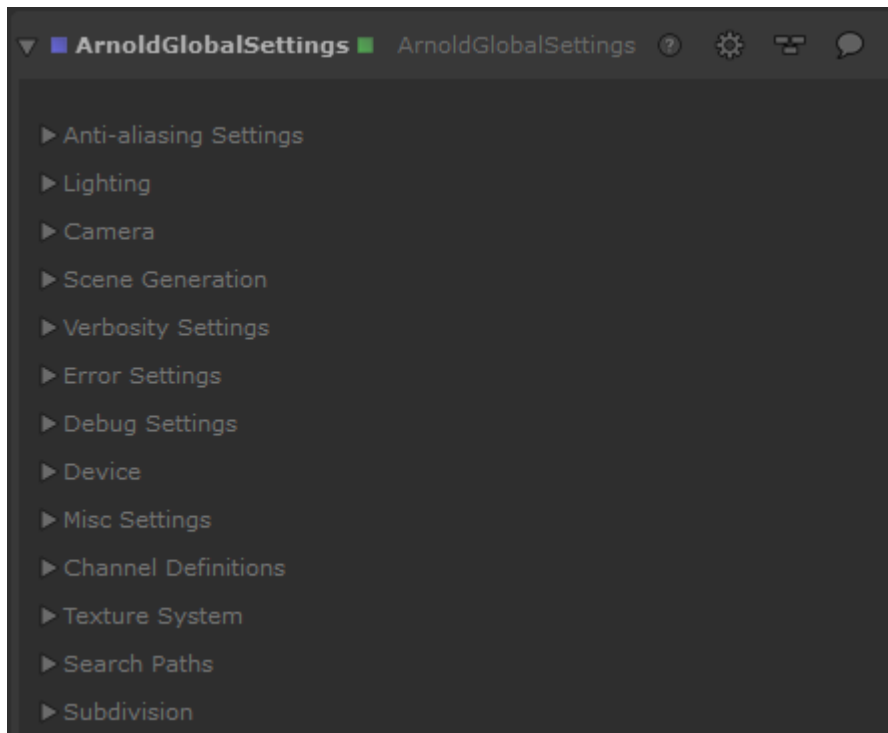 ArnoldGlobalSettings ArnoldGlobalSettings ?
Anti-aliasing Settings
Lighting
Camera
Scene Generation
Verbosity Settings
Error Settings
Debug Settings
Device
Misc Settings
Channel Definitions
Texture System
Search Paths
Subdivision